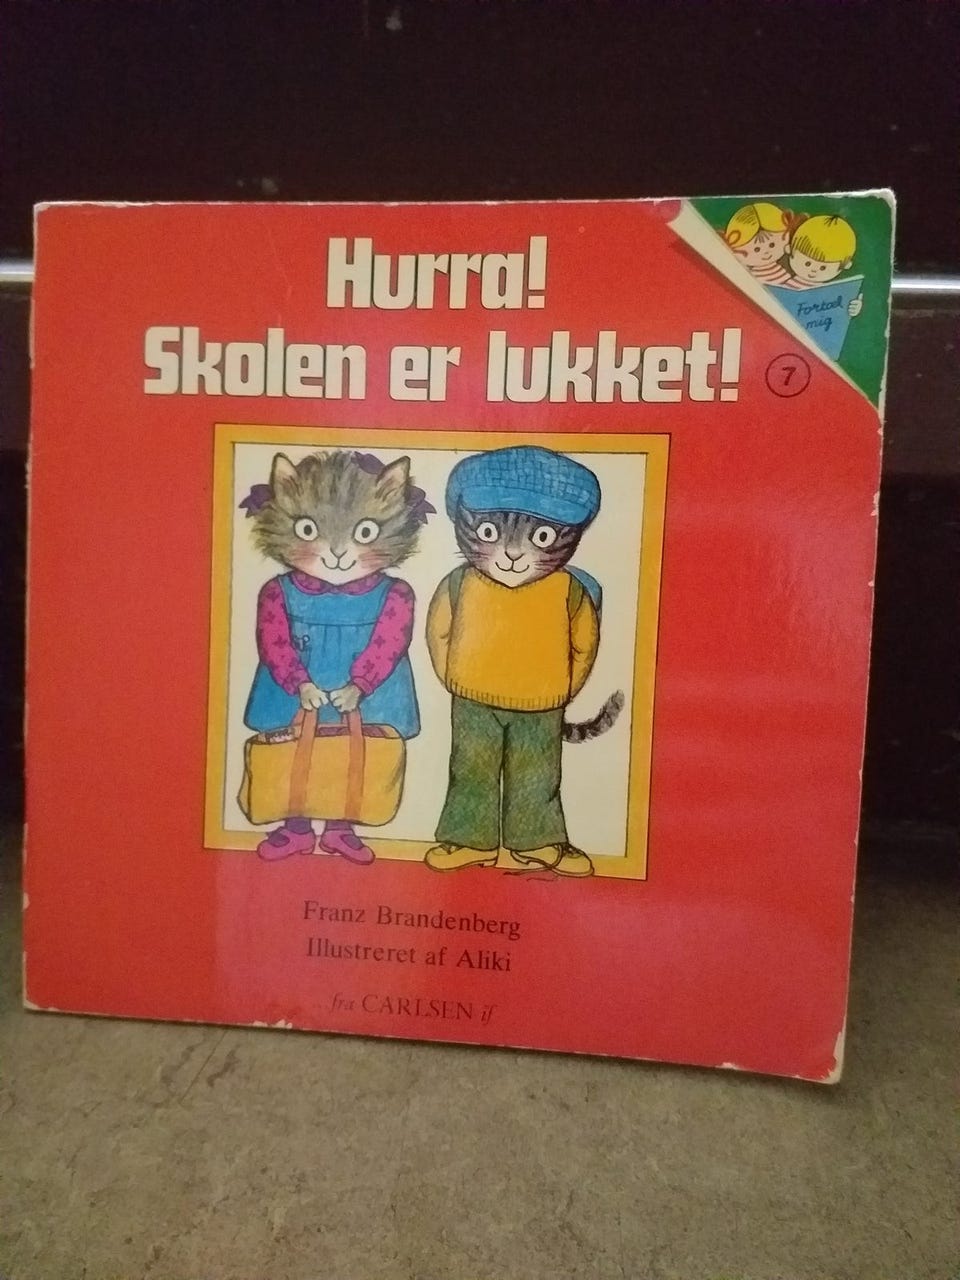 Hurra!
Skolen er lukket!
7
Fortæl
mig
Franz Brandenberg
Illustreret af Aliki
fra CARLSEN if